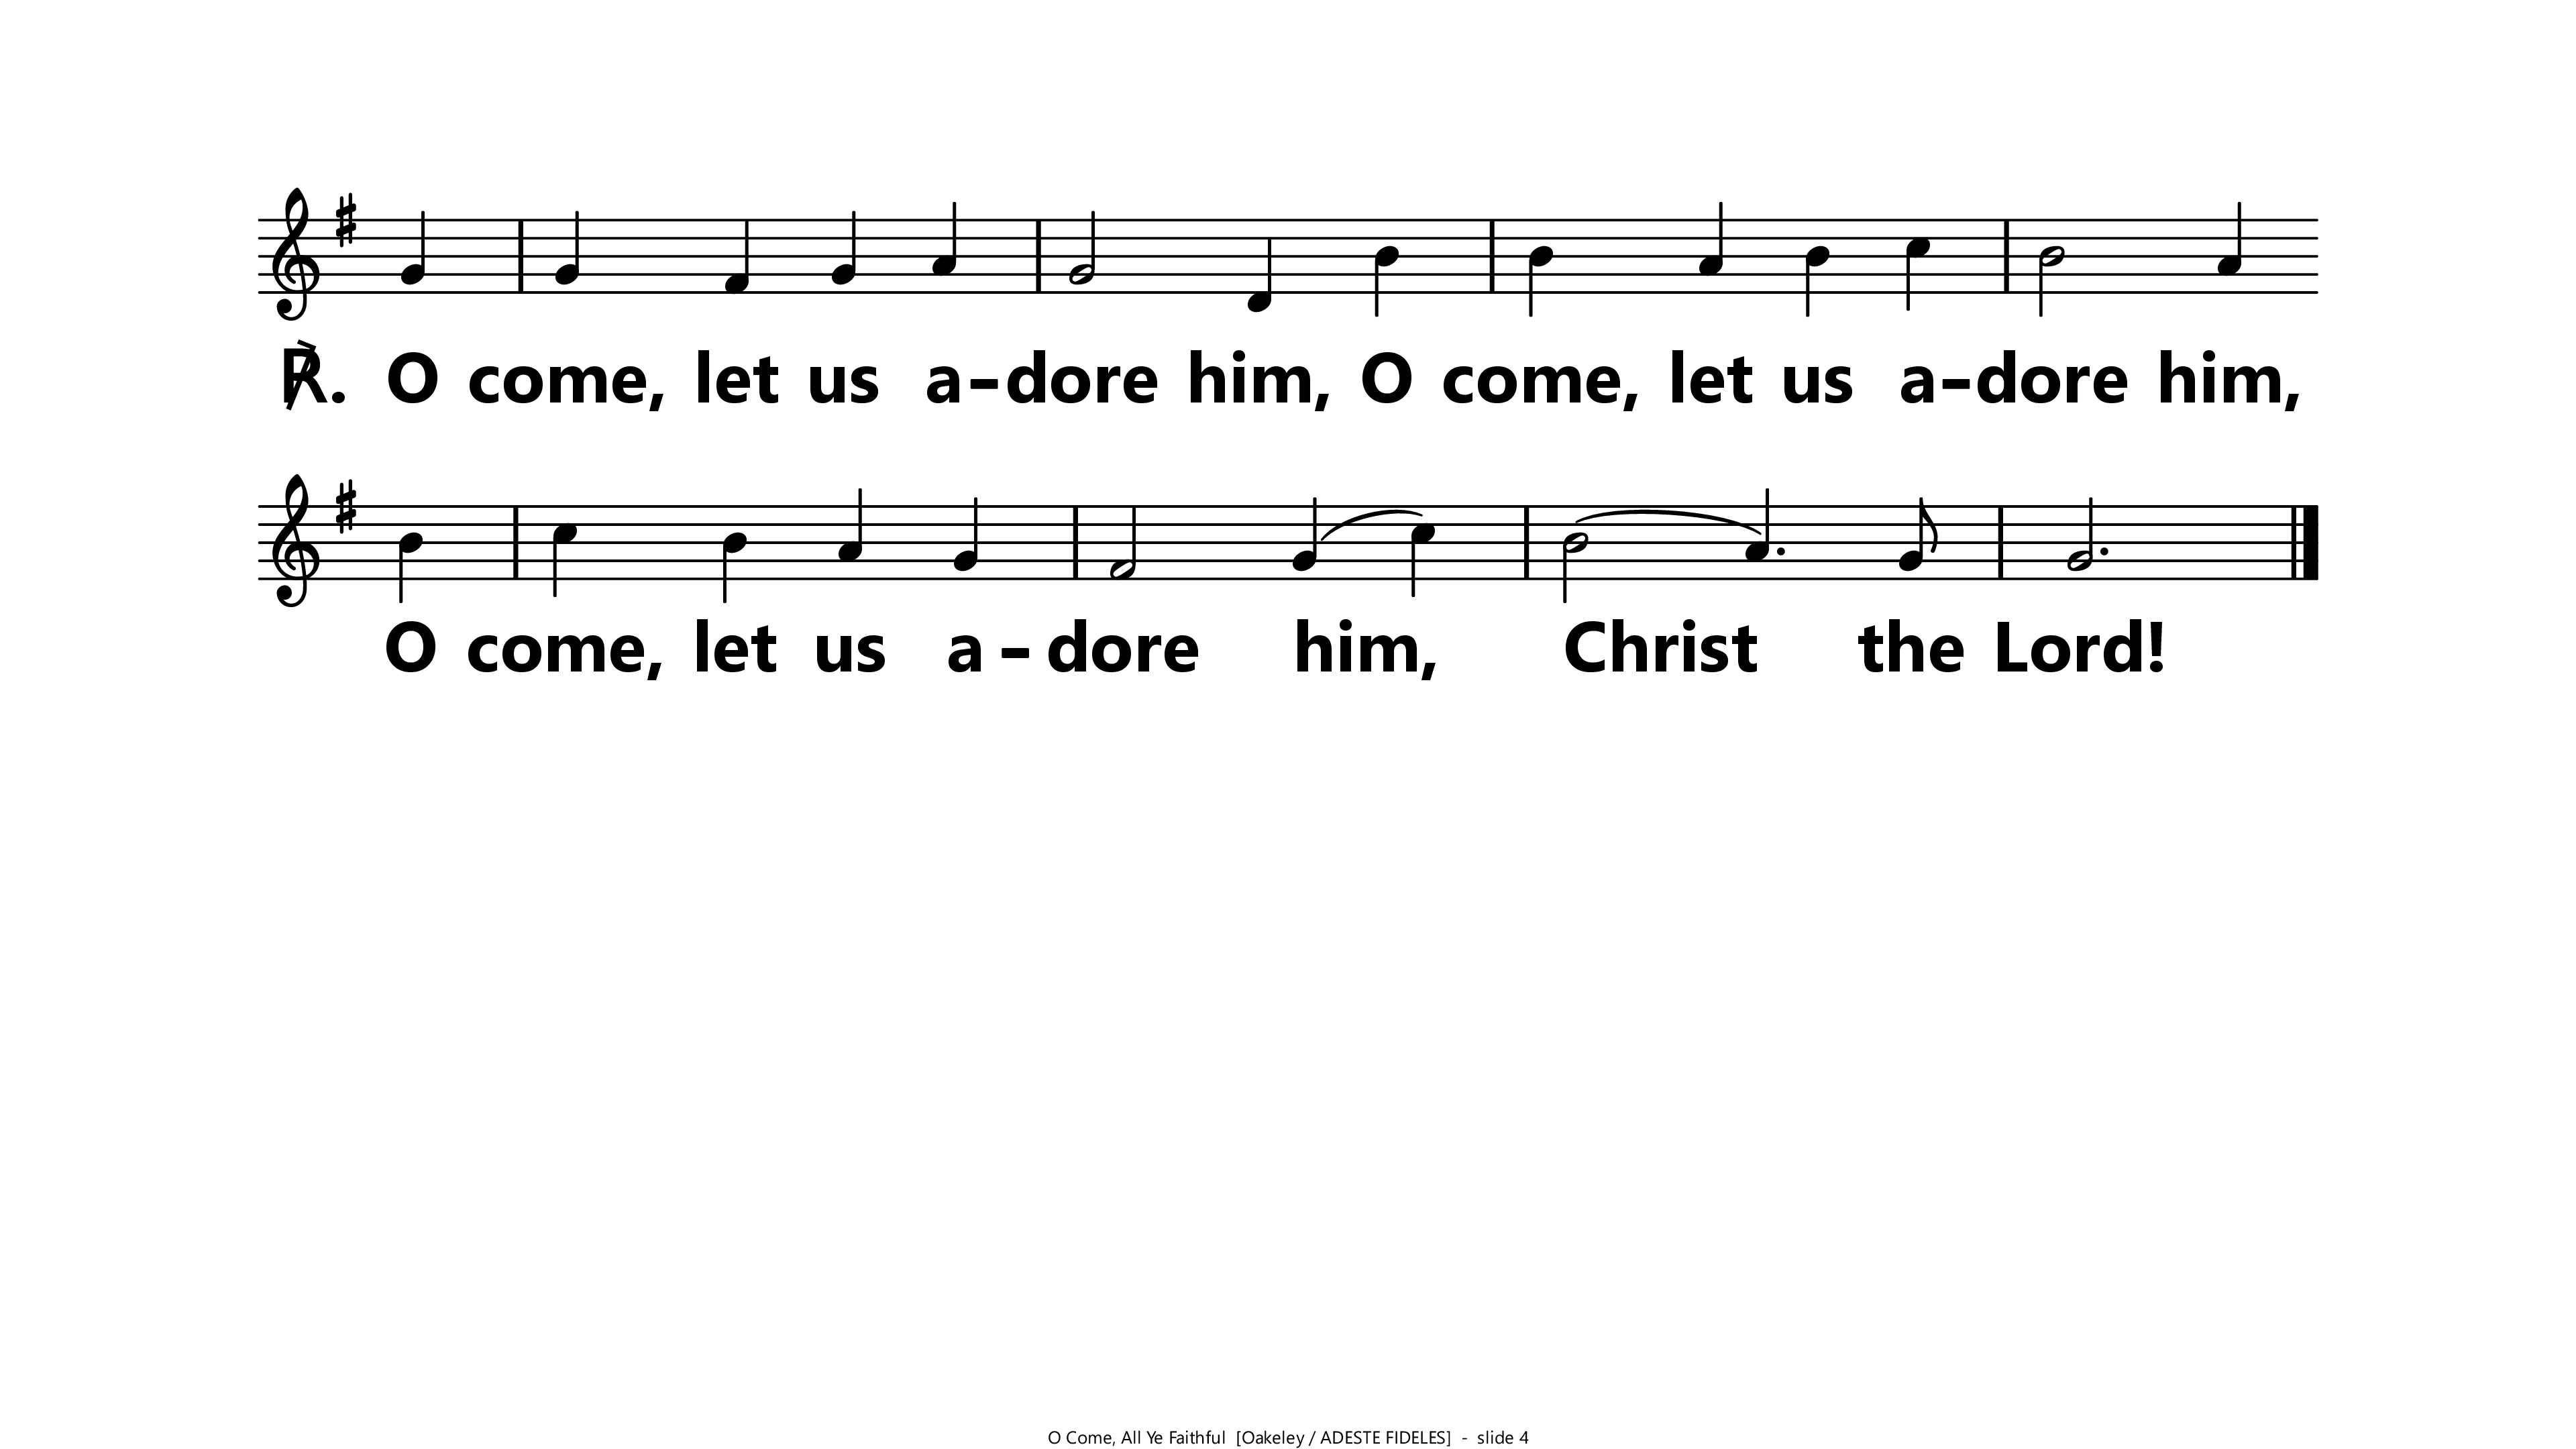 ℟. O come, let us a-dore him, O come, let us a-dore him,
O come, let us a-dore him, Christ the Lord!
O Come, All Ye Faithful [Oakeley / ADESTE FIDELES] - slide 4